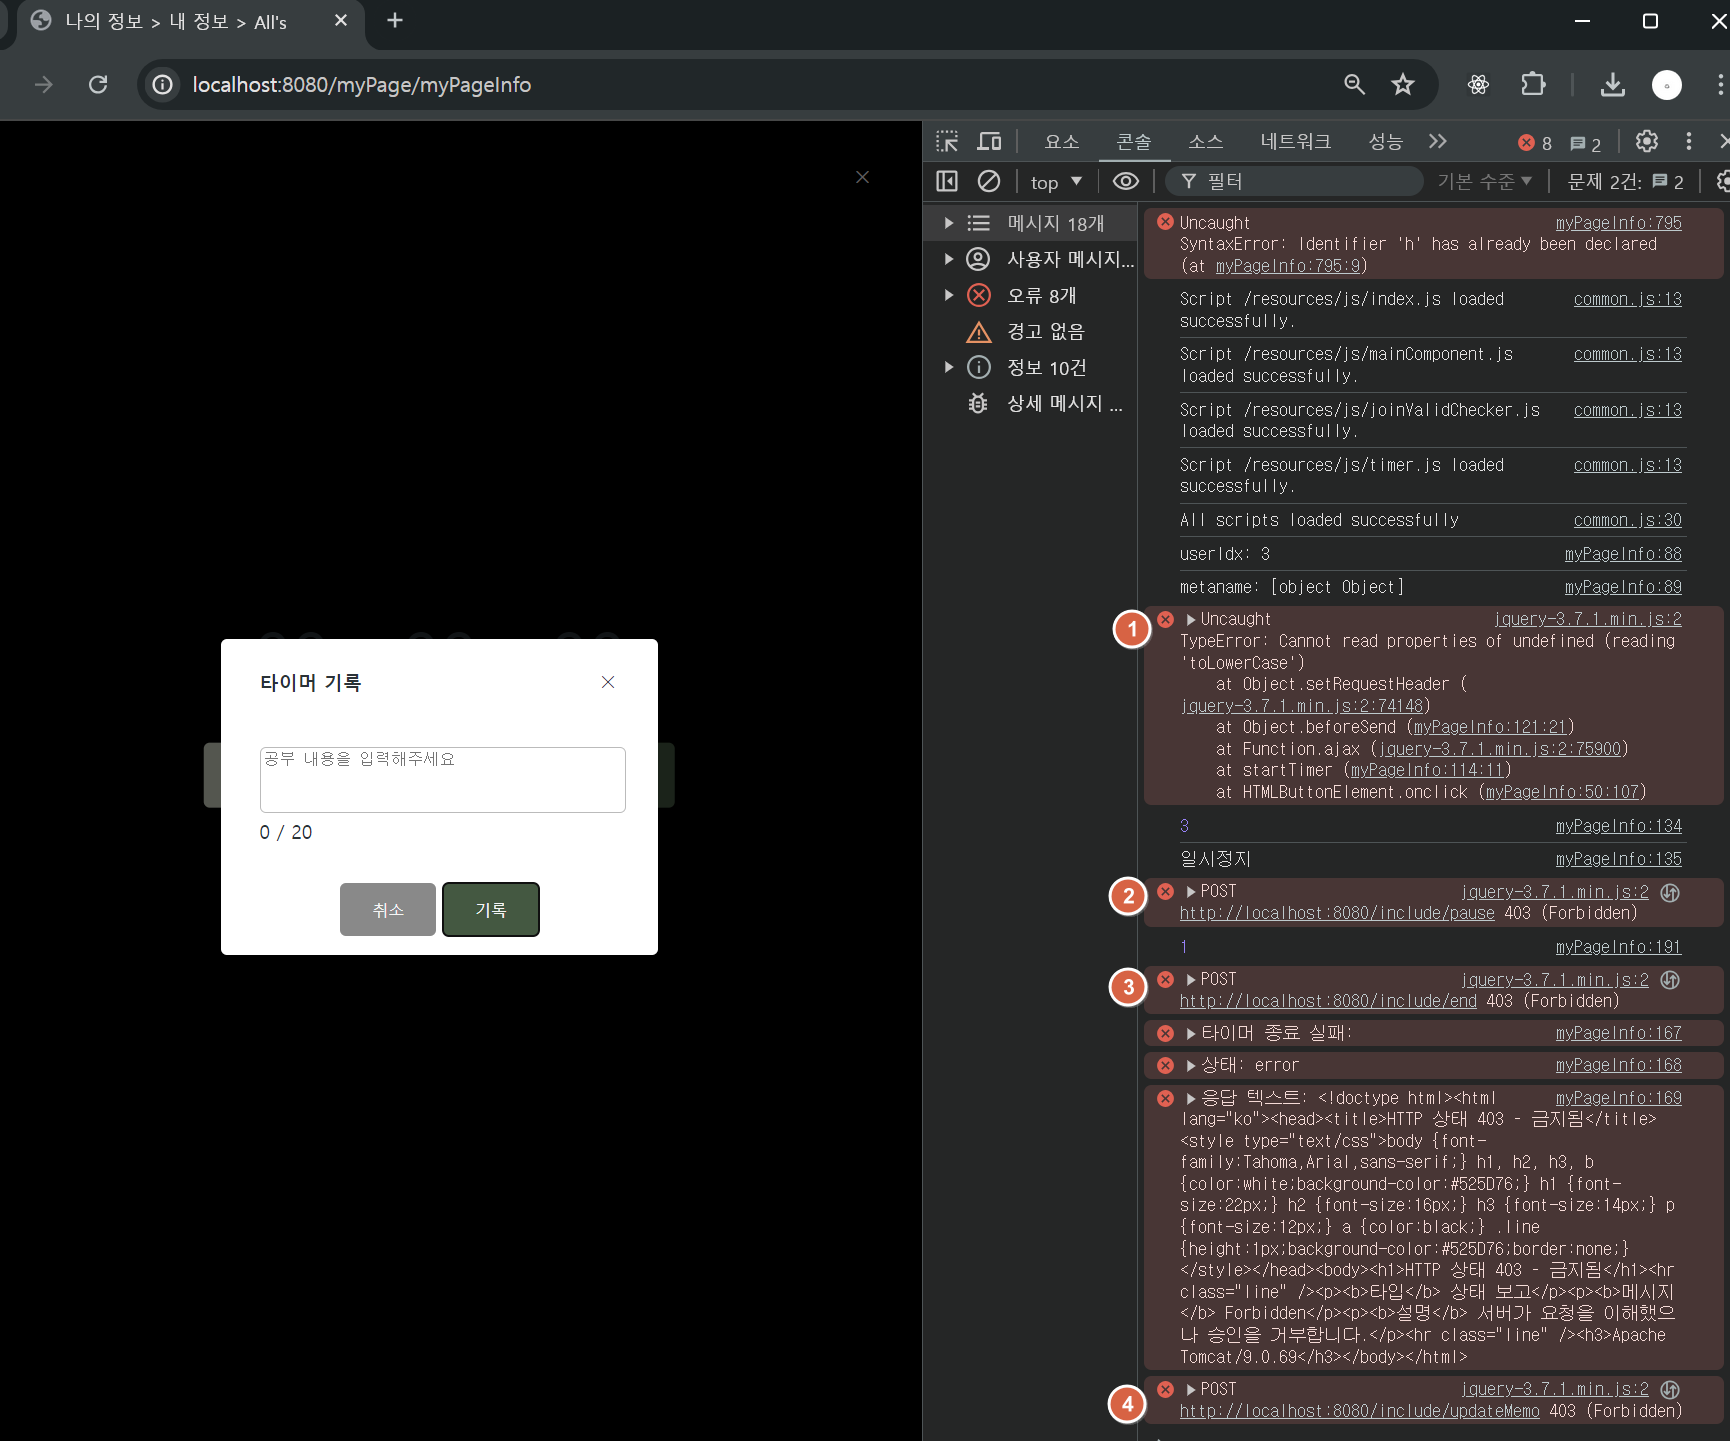 나의 정보 > 내 정보 > All's
localhost:8080/myPage/myPageInfo
요소 콘솔 소스 네트워크 성능 8 2
top 필터 기본 수준 문제 2건: 2
메시지 18개
사용자 메시지...
오류 8개
경고 없음
정보 10건
상세 메시지 ...
Uncaught myPageInfo:795
SyntaxError: Identifier 'h' has already been declared
(at myPageInfo:795:9)
Script /resources/js/index.js loaded common.js:13
successfully.
Script /resources/js/mainComponent.js common.js:13
loaded successfully.
Script /resources/js/joinValidChecker.js common.js:13
loaded successfully.
Script /resources/js/timer.js loaded common.js:13
successfully.
All scripts loaded successfully common.js:30
userIdx: 3 myPageInfo:88
metaname: [object Object] myPageInfo:89
1 Uncaught jquery-3.7.1.min.js:2
TypeError: Cannot read properties of undefined (reading
'toLowerCase')
at Object.setRequestHeader (
jquery-3.7.1.min.js:2:74148)
at Object.beforeSend (myPageInfo:121:21)
at Function.ajax (jquery-3.7.1.min.js:2:75900)
at startTimer (myPageInfo:114:11)
at HTMLButtonElement.onclick (myPageInfo:50:107)
3 myPageInfo:134
일시정지 myPageInfo:135
2 POST jquery-3.7.1.min.js:2
http://localhost:8080/include/pause 403 (Forbidden)
1 myPageInfo:191
3 POST jquery-3.7.1.min.js:2
http://localhost:8080/include/end 403 (Forbidden)
타이머 종료 실패: myPageInfo:167
상태: error myPageInfo:168
응답 텍스트: <!doctype html><html myPageInfo:169
lang="ko"><head><title>HTTP 상태 403 - 금지됨</title>
<style type="text/css">body {font-
family:Tahoma,Arial,sans-serif;} h1, h2, h3, b
{color:white;background-color:#525D76;} h1 {font-
size:22px;} h2 {font-size:16px;} h3 {font-size:14px;} p
{font-size:12px;} a {color:black;} .line
{height:1px;background-color:#525D76;border:none;}
</style></head><body><h1>HTTP 상태 403 - 금지됨</h1><hr
class="line" /><p><b>타입</b> 상태 보고</p><p><b>메시지
</b> Forbidden</p><p><b>설명</b> 서버가 요청을 이해했으
나 승인을 거부합니다.</p><hr class="line" /><h3>Apache
Tomcat/9.0.69</h3></body></html>
4 POST jquery-3.7.1.min.js:2
http://localhost:8080/include/updateMemo 403 (Forbidden)
타이머 기록
공부 내용을 입력해주세요
0 / 20
취소 기록